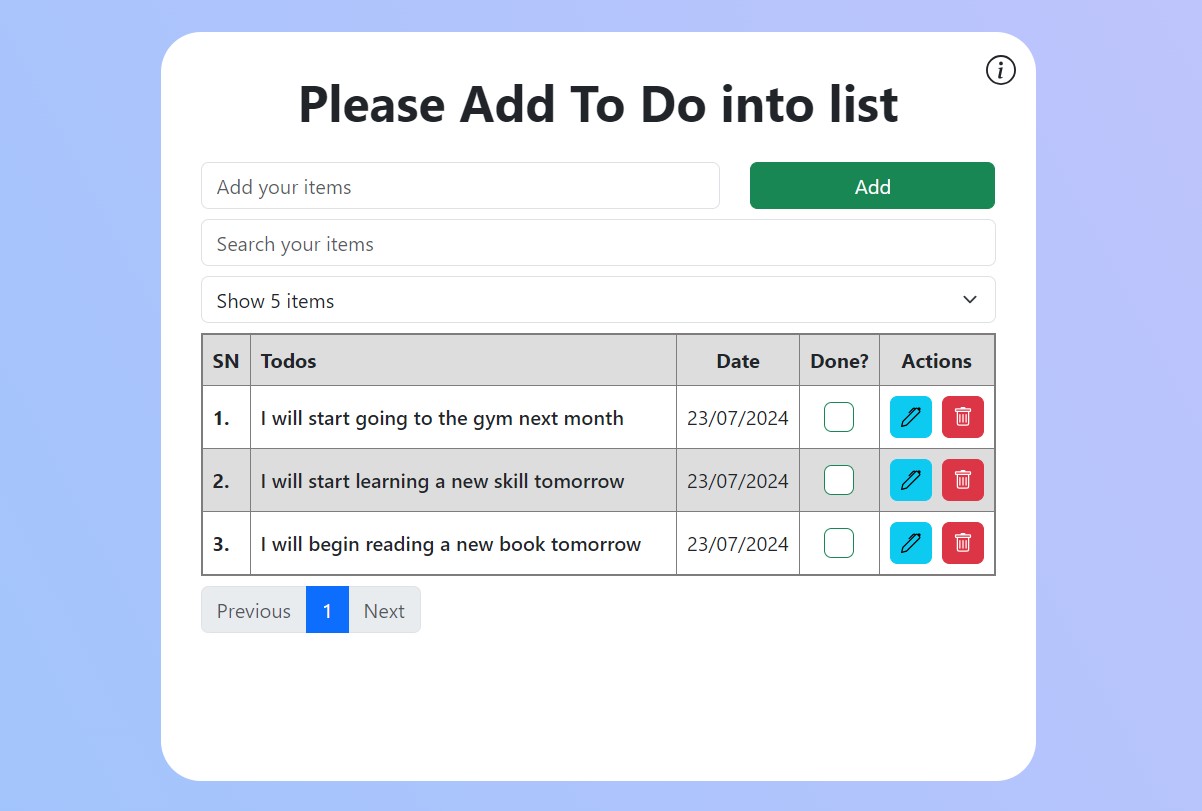 i
Please Add To Do into list
Add your items
Add
Search your items
Show 5 items
SN Todos Date Done? Actions
1. I will start going to the gym next month 23/07/2024
2. I will start learning a new skill tomorrow 23/07/2024
3. I will begin reading a new book tomorrow 23/07/2024
Previous 1 Next